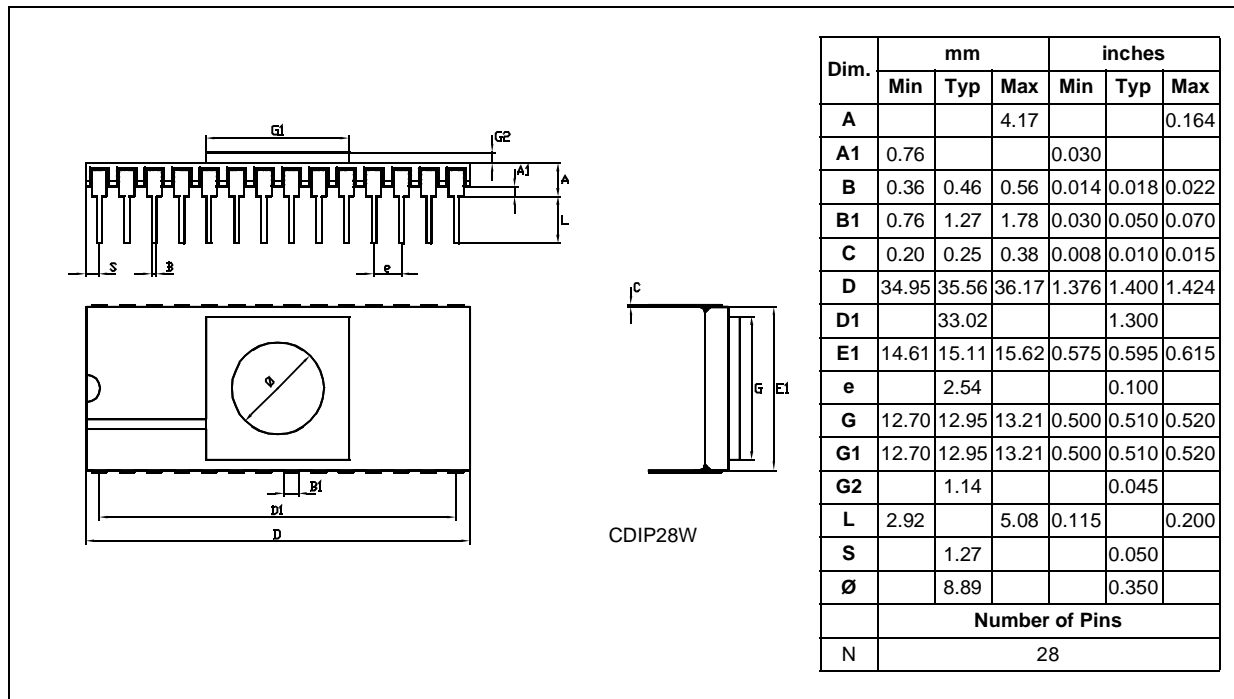 G1
G2
A1
A
L
S
B
e
C
Ø
G
E1
B1
D1
D
CDIP28W
Dim. mm inches
Min Typ Max Min Typ Max
A 4.17 0.164
A1 0.76 0.030
B 0.36 0.46 0.56 0.014 0.018 0.022
B1 0.76 1.27 1.78 0.030 0.050 0.070
C 0.20 0.25 0.38 0.008 0.010 0.015
D 34.95 35.56 36.17 1.376 1.400 1.424
D1 33.02 1.300
E1 14.61 15.11 15.62 0.575 0.595 0.615
e 2.54 0.100
G 12.70 12.95 13.21 0.500 0.510 0.520
G1 12.70 12.95 13.21 0.500 0.510 0.520
G2 1.14 0.045
L 2.92 5.08 0.115 0.200
S 1.27 0.050
Ø 8.89 0.350
Number of Pins
N 28